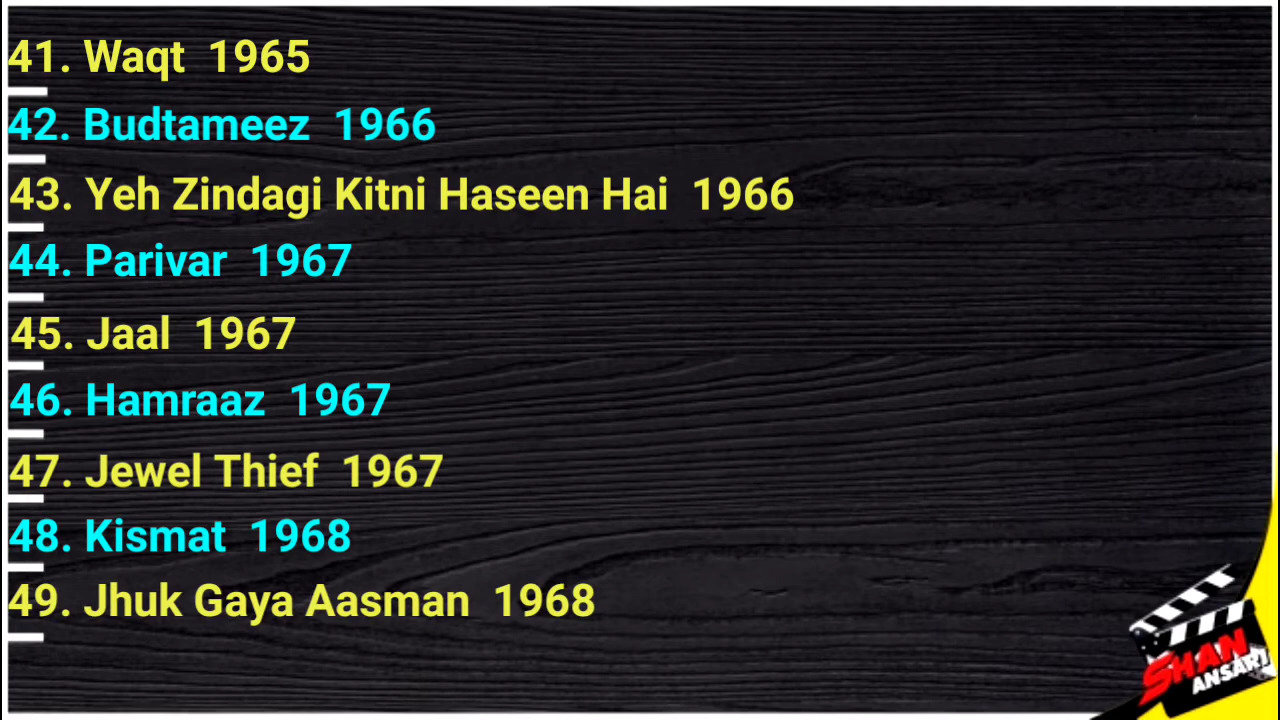 41. Waqt 1965
42. Budtameez 1966
43. Yeh Zindagi Kitni Haseen Hai 1966
44. Parivar 1967
45. Jaal 1967
46. Hamraaz 1967
47. Jewel Thief 1967
48. Kismat 1968
49. Jhuk Gaya Aasman 1968
SHAN
ANSARI